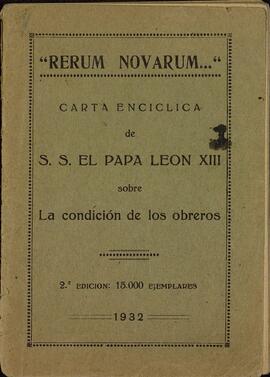 "RERUM NOVARUM..."
CARTA ENCICLICA
de
S. S. EL PAPA LEON XIII
sobre
La condición de los obreros
2.ª EDICION: 15.000 EJEMPLARES
1932